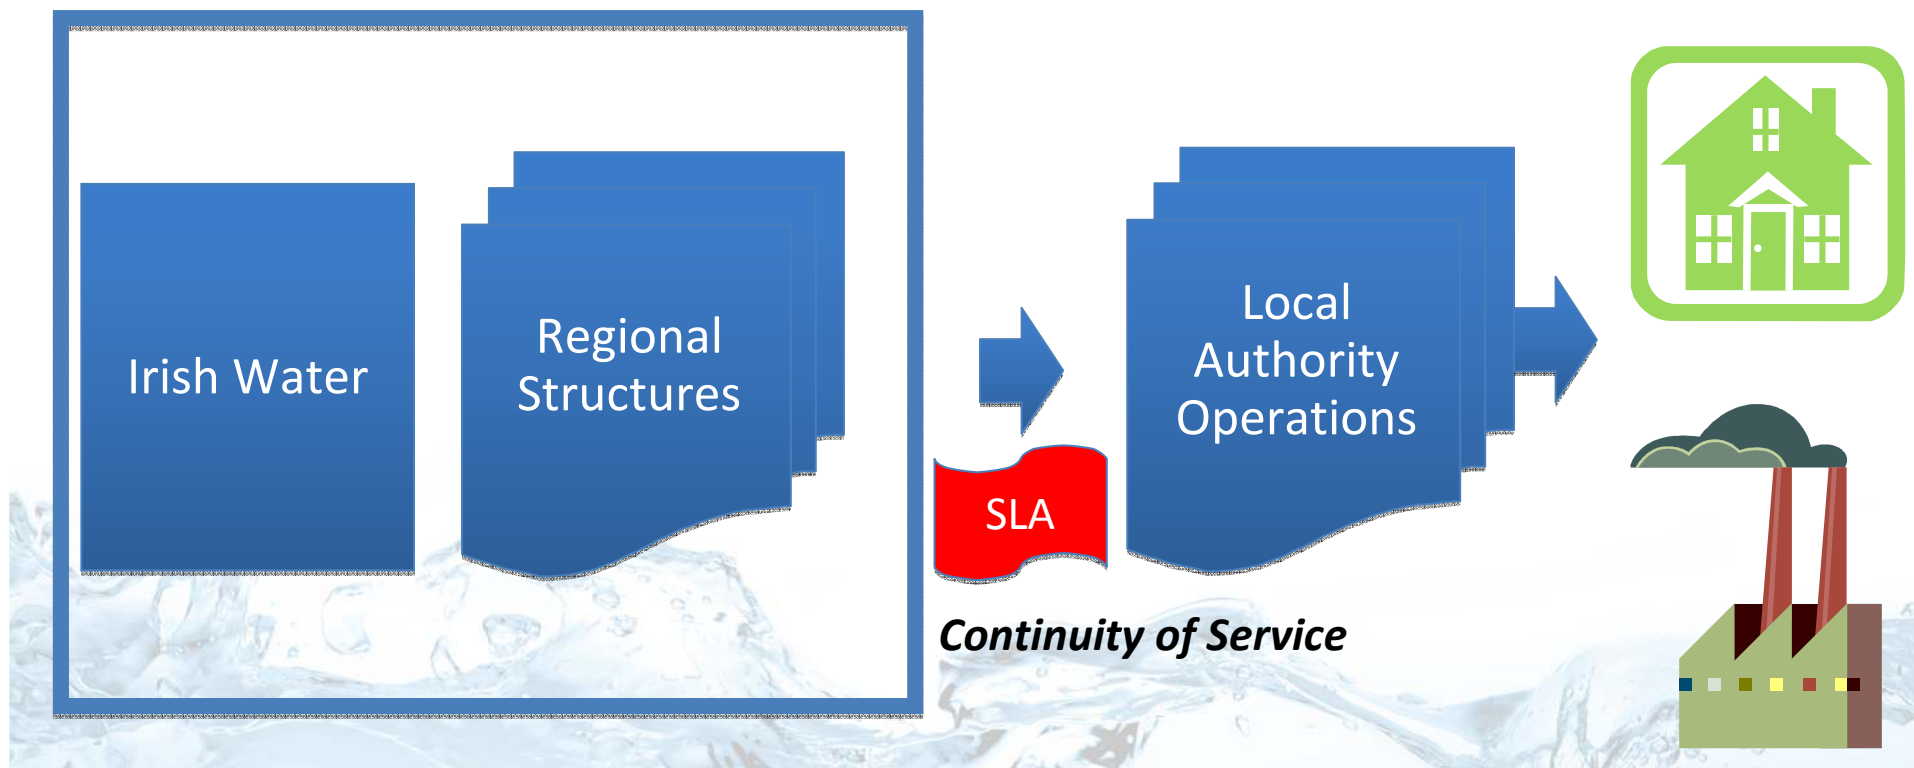 Irish Water
Regional
Structures
SLA
Local
Authority
Operations
Continuity of Service